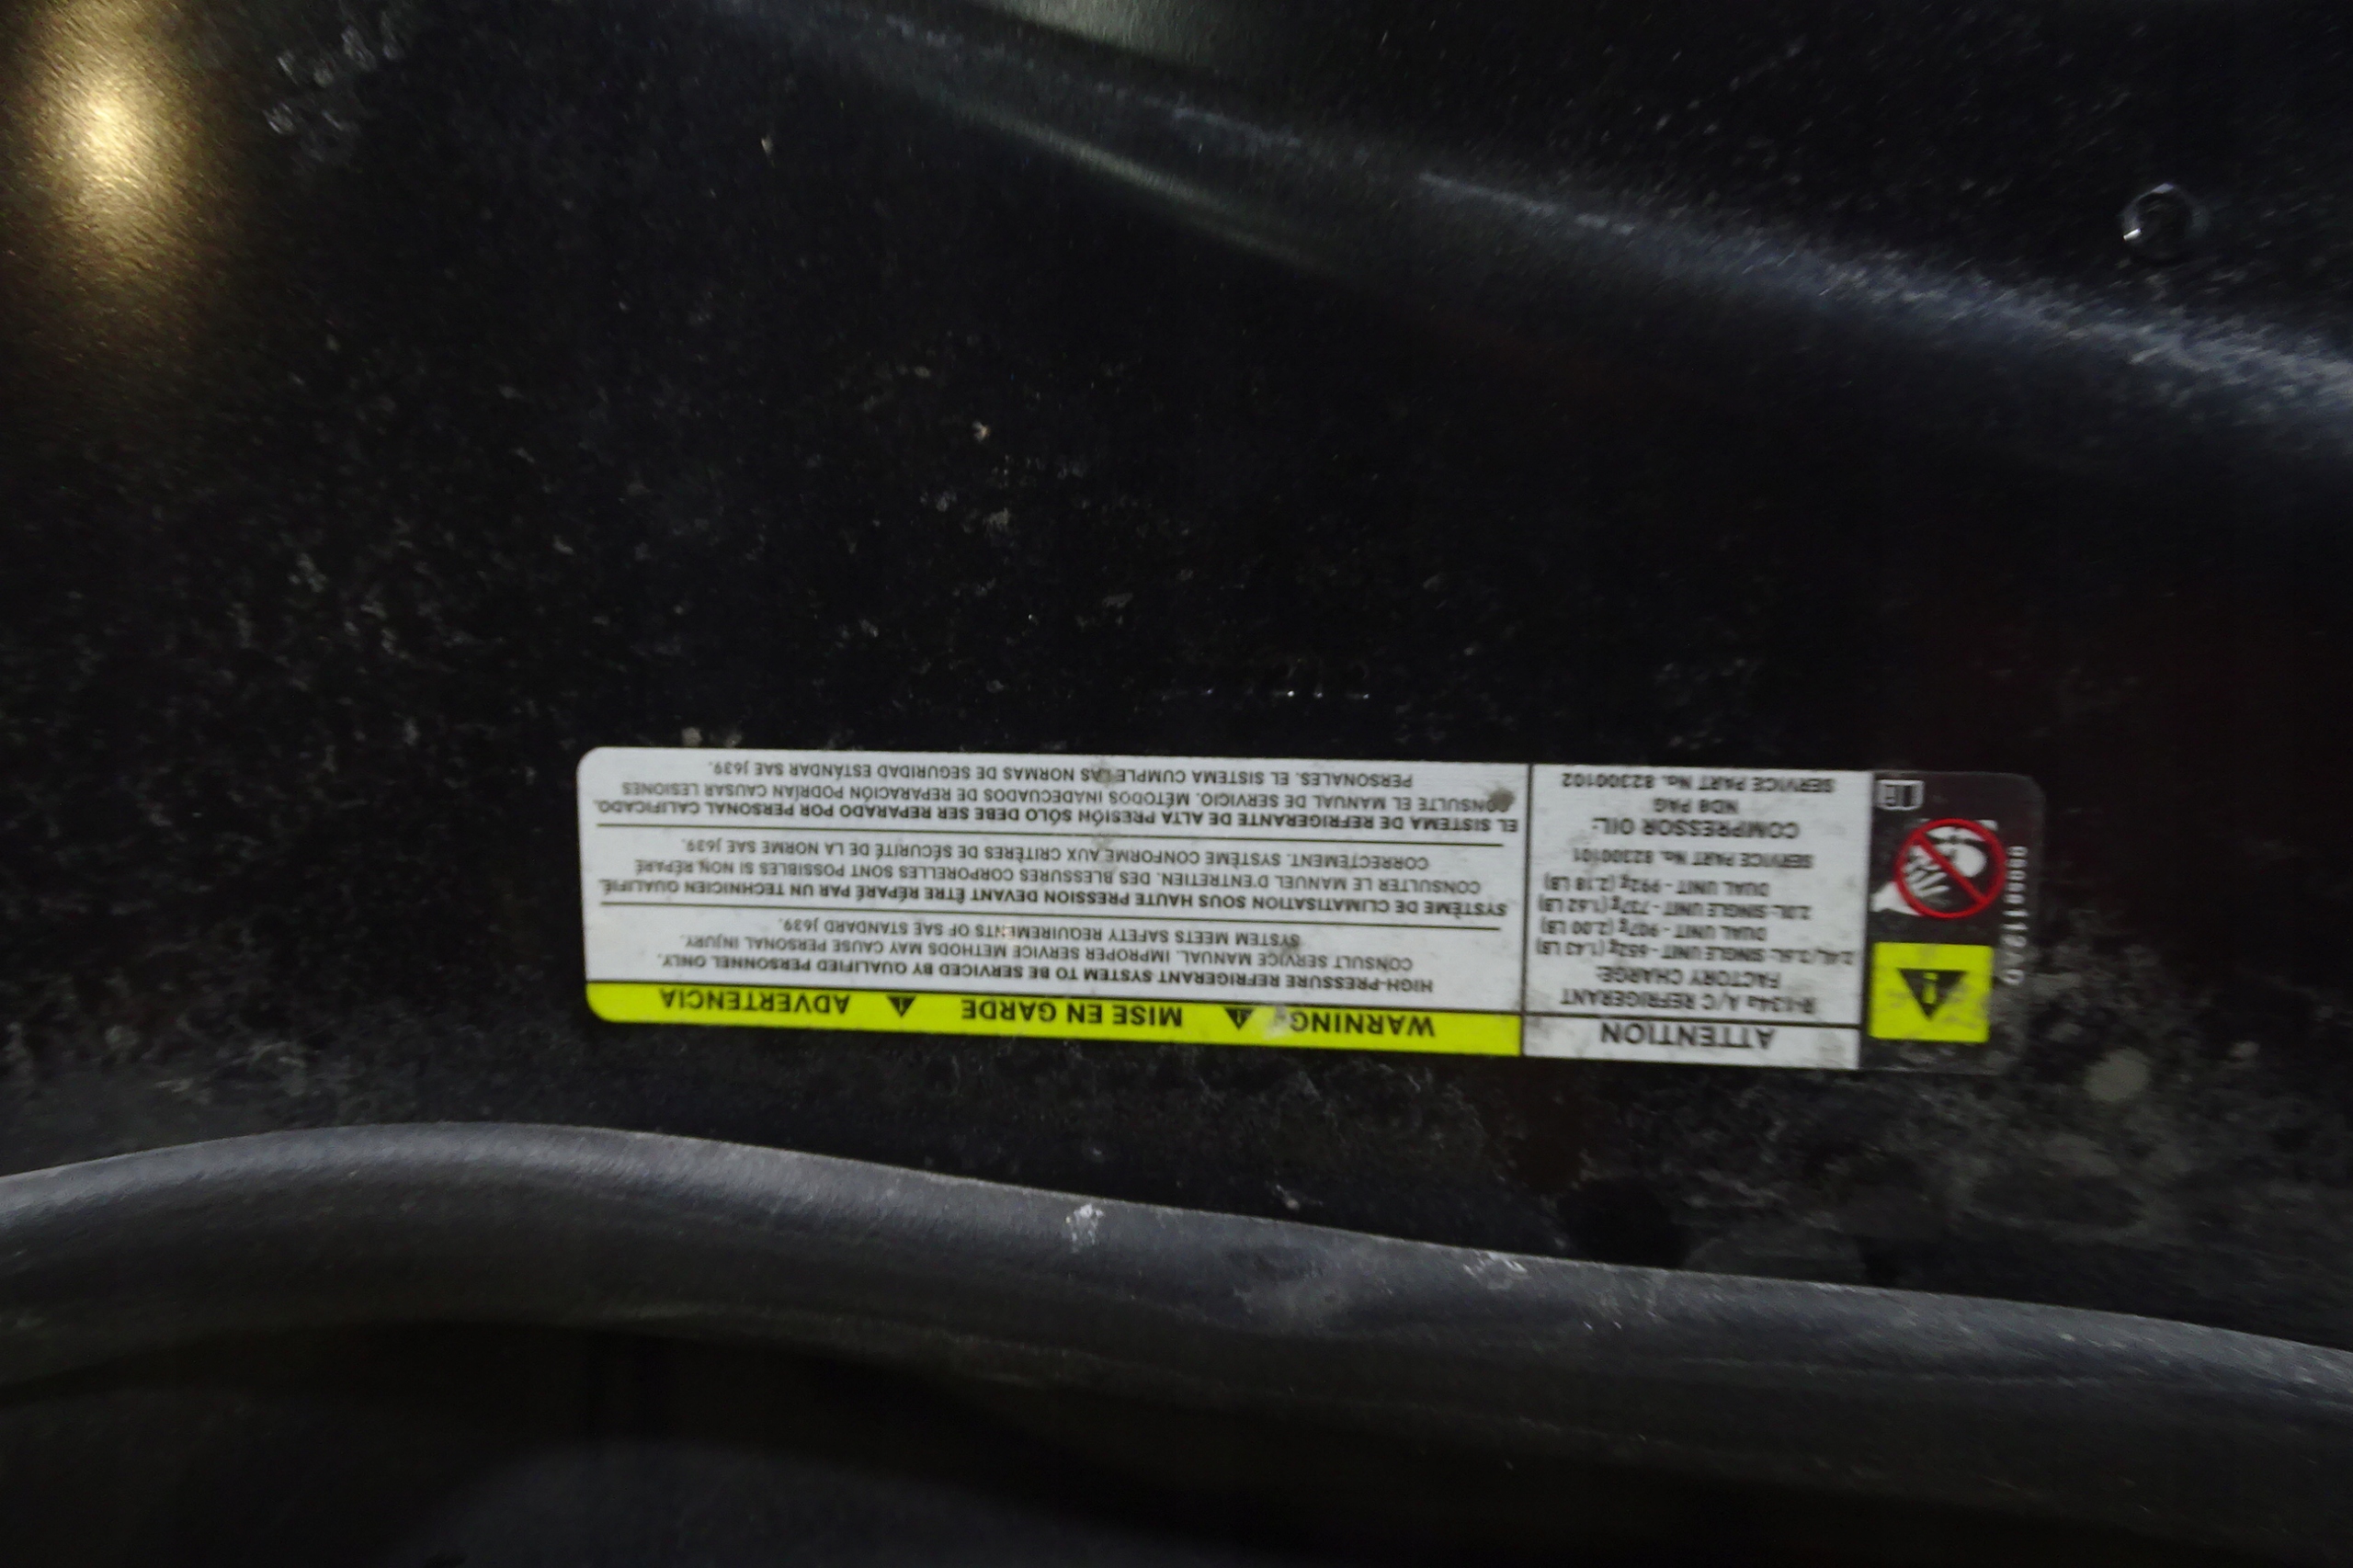 ATTENTION
R-134a A/C REFRIGERANT
FACTORY CHARGE:
2.4L/3.6L- SINGLE UNIT - 652g (1.43 LB)
DUAL UNIT - 907g (2.00 LB)
2.0L- SINGLE UNIT - 737g (1.62 LB)
DUAL UNIT - 992g (2.18 LB)
SERVICE PART No. 82300101
COMPRESSOR OIL:
ND8 PAG
SERVICE PART No. 82300102
WARNING MISE EN GARDE ADVERTENCIA
HIGH-PRESSURE REFRIGERANT SYSTEM TO BE SERVICED BY QUALIFIED PERSONNEL ONLY.
CONSULT SERVICE MANUAL. IMPROPER SERVICE METHODS MAY CAUSE PERSONAL INJURY.
SYSTEM MEETS SAFETY REQUIREMENTS OF SAE STANDARD J639.
SYSTÈME DE CLIMATISATION SOUS HAUTE PRESSION DEVANT ÊTRE RÉPARÉ PAR UN TECHNICIEN QUALIFIÉ.
CONSULTER LE MANUEL D'ENTRETIEN. DES BLESSURES CORPORELLES SONT POSSIBLES SI NON RÉPARÉ
CORRECTEMENT. SYSTÈME CONFORME AUX CRITÈRES DE SÉCURITÉ DE LA NORME SAE J639.
EL SISTEMA DE REFRIGERANTE DE ALTA PRESIÓN SÓLO DEBE SER REPARADO POR PERSONAL CALIFICADO.
CONSULTE EL MANUAL DE SERVICIO. MÉTODOS INADECUADOS DE REPARACIÓN PODRÍAN CAUSAR LESIONES
PERSONALES. EL SISTEMA CUMPLE LAS NORMAS DE SEGURIDAD ESTÁNDAR SAE J639.